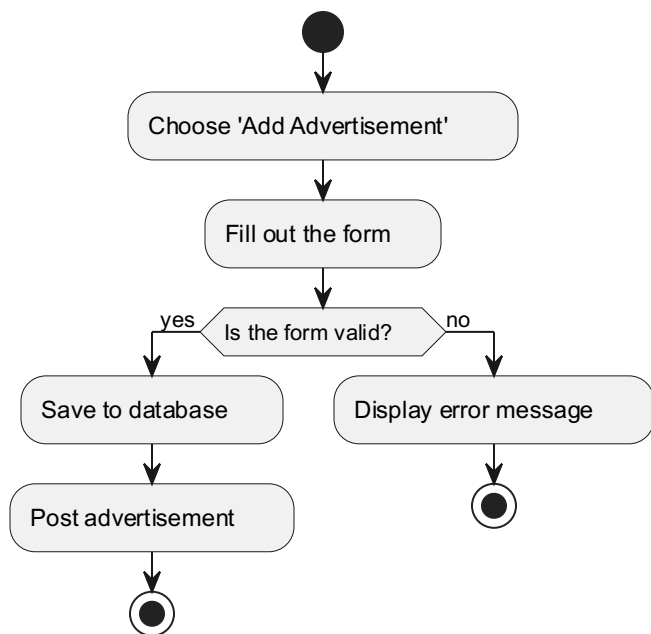 Choose 'Add Advertisement'
Fill out the form
yes
Is the form valid?
no
Save to database
Display error message
Post advertisement